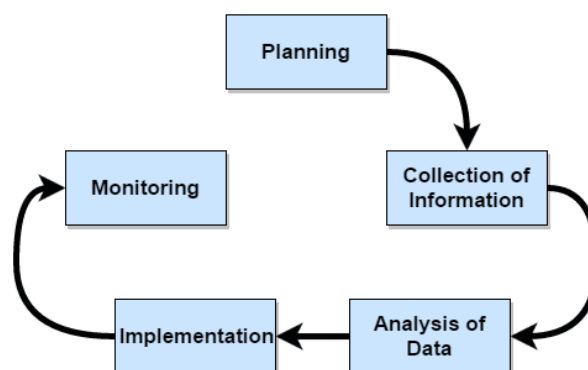 Planning
Collection of
Information
Analysis of
Data
Implementation
Monitoring